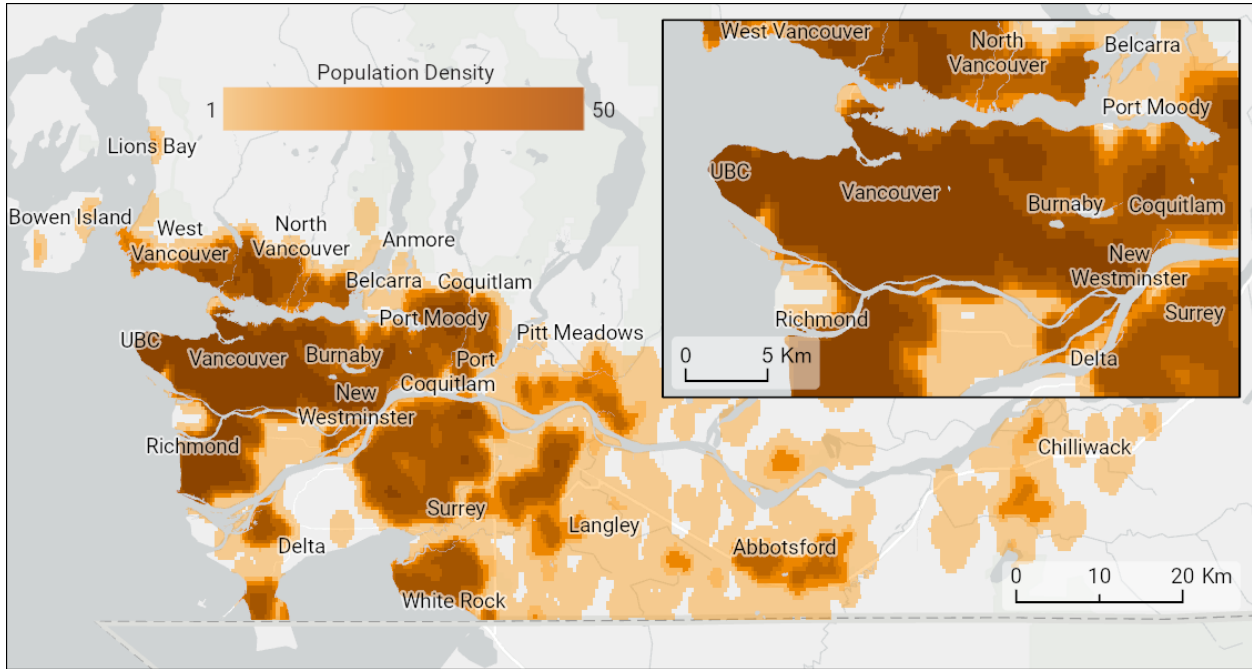 Population Density
1
50
Lions Bay
Bowen Island
West
Vancouver
North
Vancouver
Anmore
Belcarra
Coquitlam
Port Moody
Pitt Meadows
UBC
Vancouver
Burnaby
Port
Coquitlam
New
Westminster
Richmond
Surrey
Delta
Langley
White Rock
Abbotsford
Chilliwack
0
10
20 Km
West Vancouver
North
Vancouver
Belcarra
Port Moody
UBC
Vancouver
Burnaby
Coquitlam
New
Westminster
Richmond
Surrey
Delta
0
5 Km